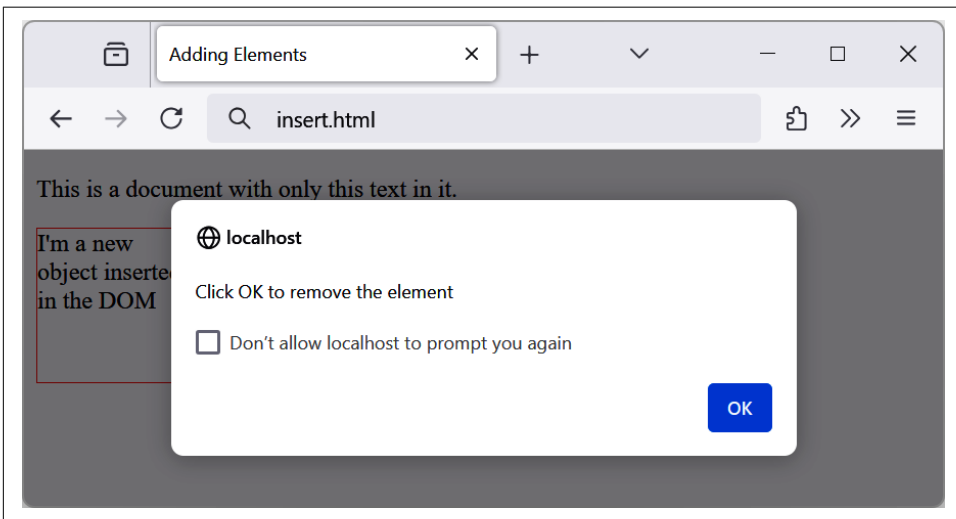 Adding Elements
insert.html
This is a document with only this text in it.
I'm a new
object inserted
in the DOM
localhost
Click OK to remove the element
Don't allow localhost to prompt you again
OK